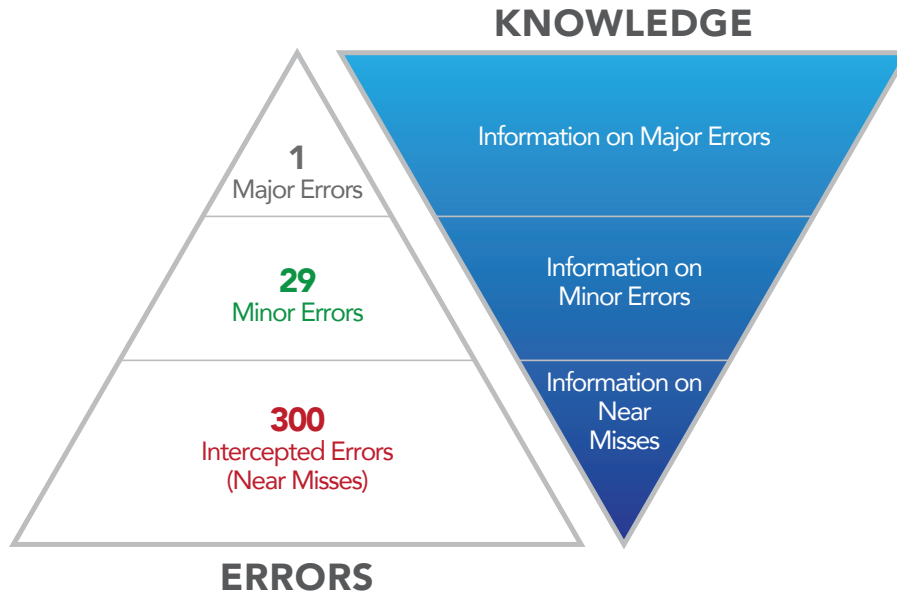 KNOWLEDGE
1
Major Errors
29
Minor Errors
300
Intercepted Errors
(Near Misses)
ERRORS
Information on Major Errors
Information on
Minor Errors
Information on
Near
Misses